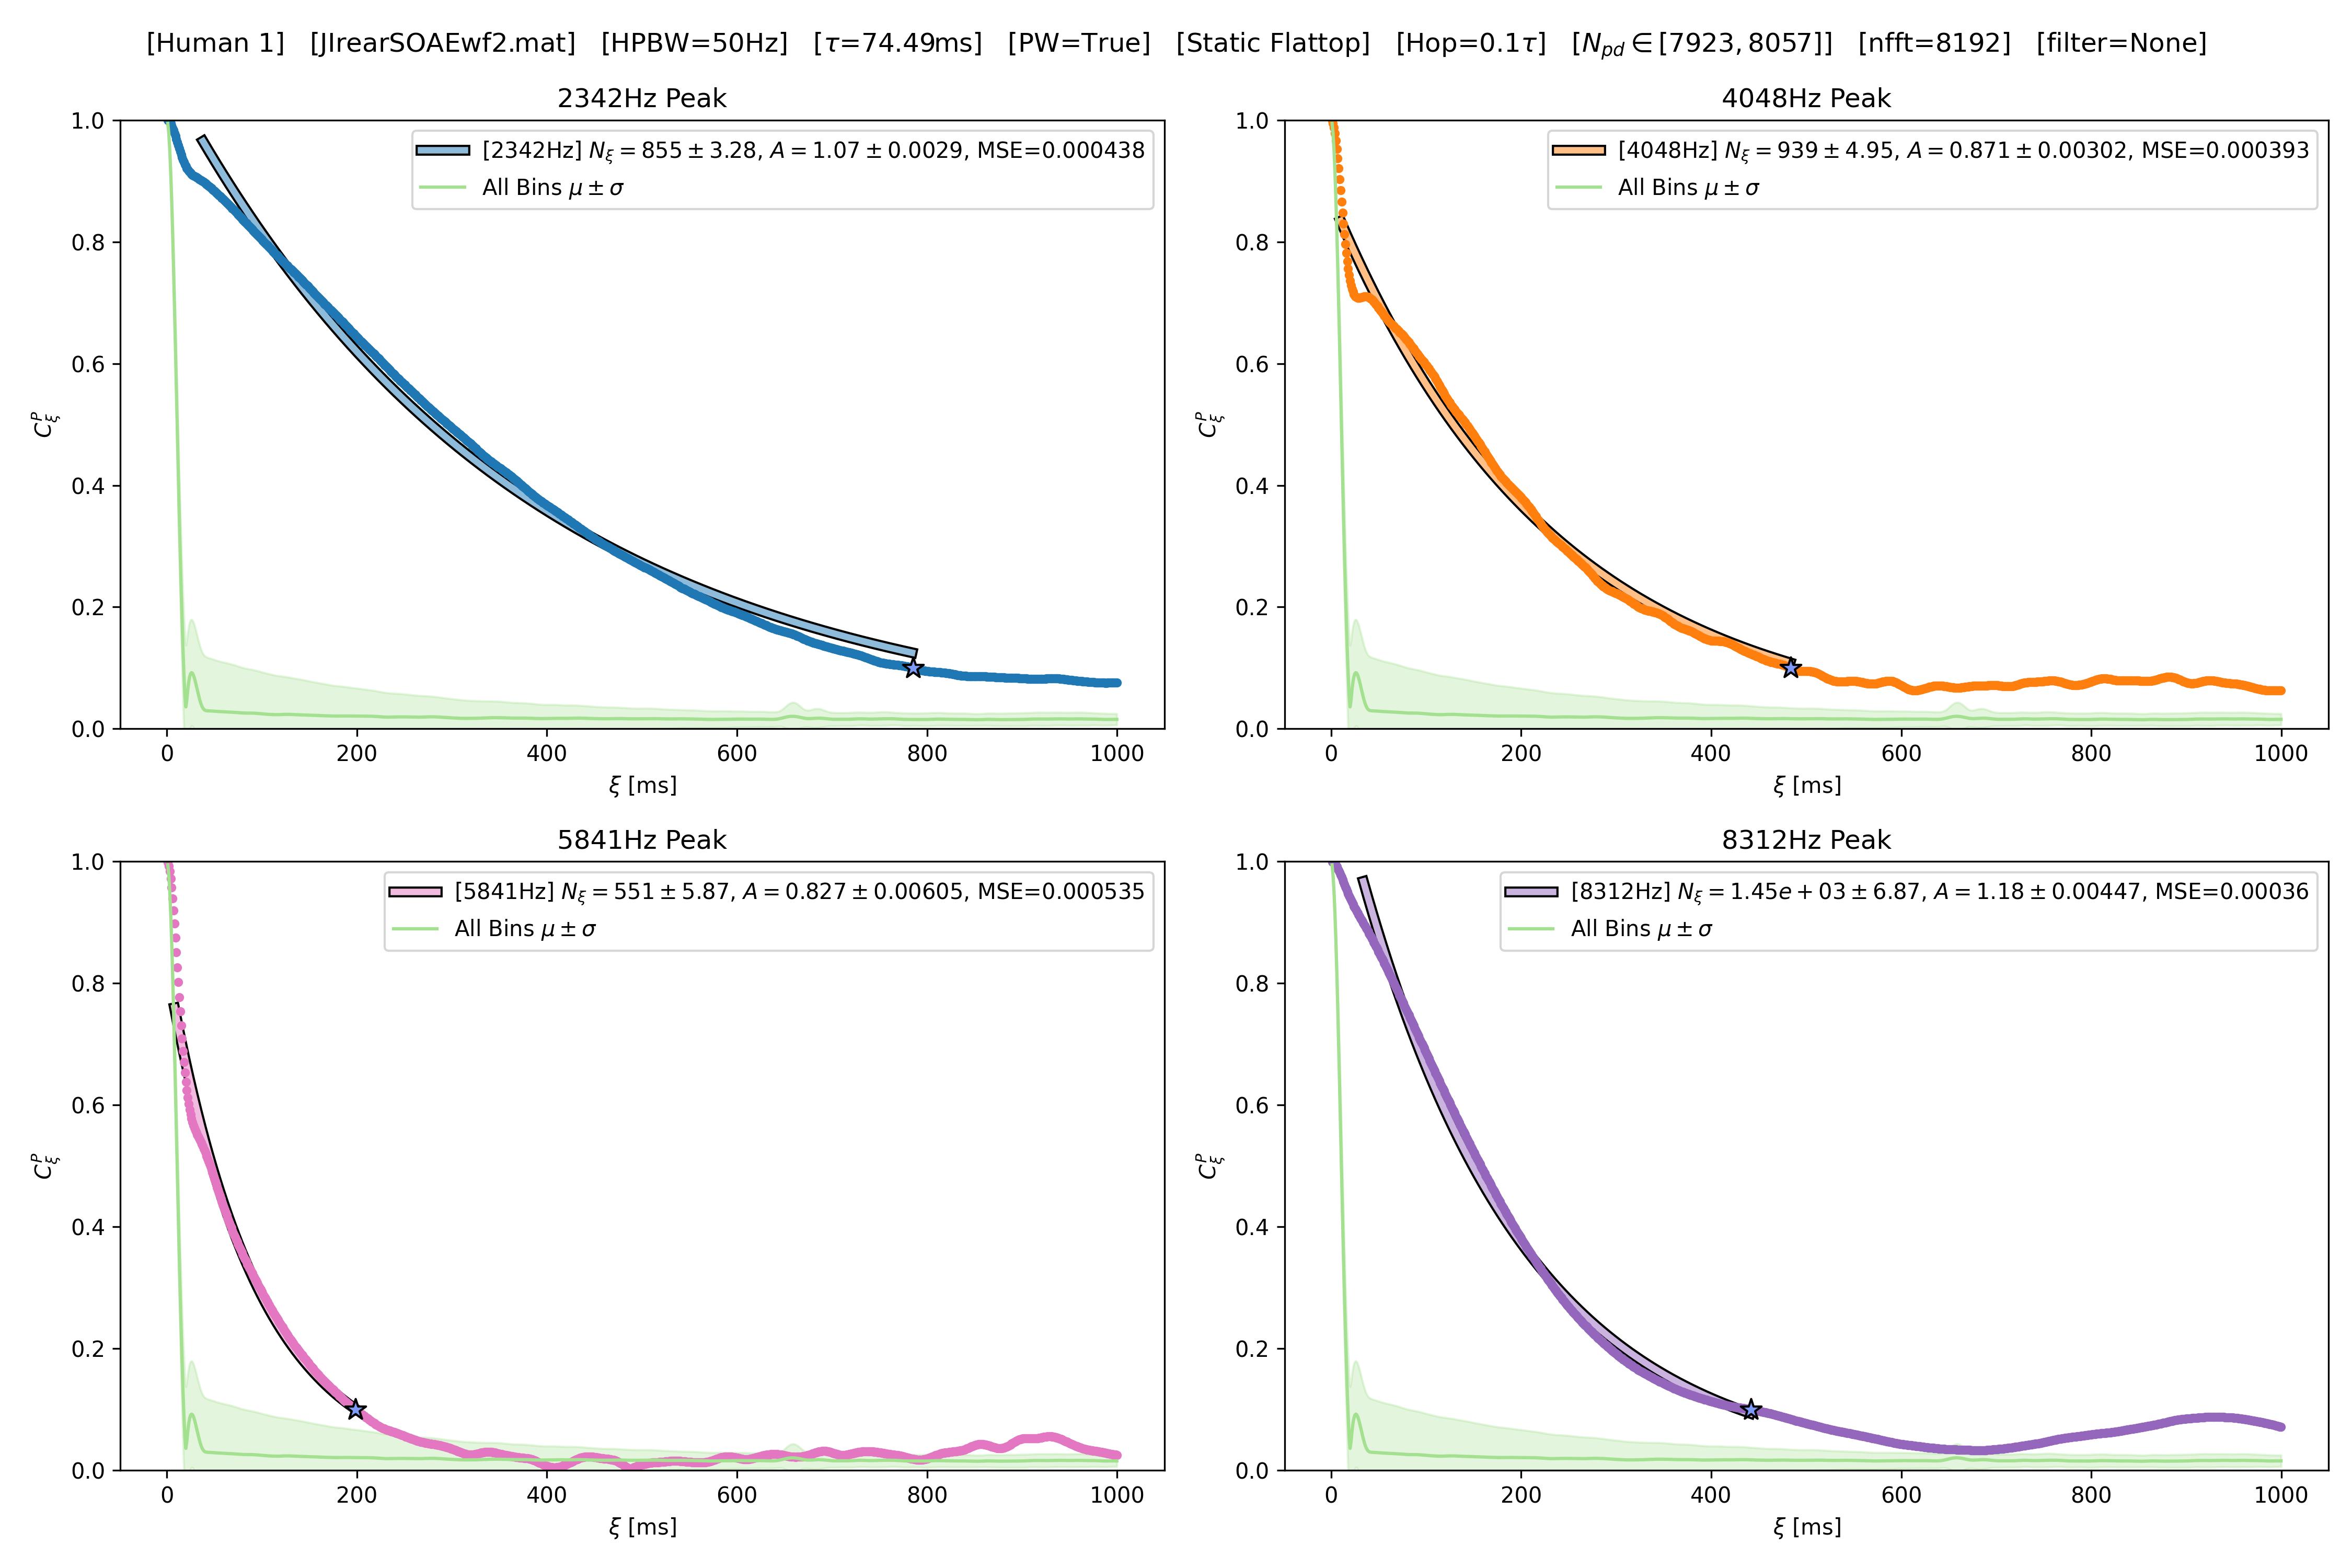 [Human 1]   [JIrearSOAEwf2.mat]   [HPBW=50Hz]   [τ=74.49ms]   [PW=True]   [Static Flattop]   [Hop=0.1τ]   [N_pd ∈ [7923, 8057]]   [nfft=8192]   [filter=None]
2342Hz Peak
[2342Hz] N_ξ = 855 ± 3.28, A = 1.07 ± 0.0029, MSE=0.000438
All Bins μ ± σ
1.0
0.8
0.6
0.4
0.2
0.0
C_ξ^P
0 200 400 600 800 1000
ξ [ms]
4048Hz Peak
[4048Hz] N_ξ = 939 ± 4.95, A = 0.871 ± 0.00302, MSE=0.000393
All Bins μ ± σ
1.0
0.8
0.6
0.4
0.2
0.0
C_ξ^P
0 200 400 600 800 1000
ξ [ms]
5841Hz Peak
[5841Hz] N_ξ = 551 ± 5.87, A = 0.827 ± 0.00605, MSE=0.000535
All Bins μ ± σ
1.0
0.8
0.6
0.4
0.2
0.0
C_ξ^P
0 200 400 600 800 1000
ξ [ms]
8312Hz Peak
[8312Hz] N_ξ = 1.45e + 03 ± 6.87, A = 1.18 ± 0.00447, MSE=0.00036
All Bins μ ± σ
1.0
0.8
0.6
0.4
0.2
0.0
C_ξ^P
0 200 400 600 800 1000
ξ [ms]